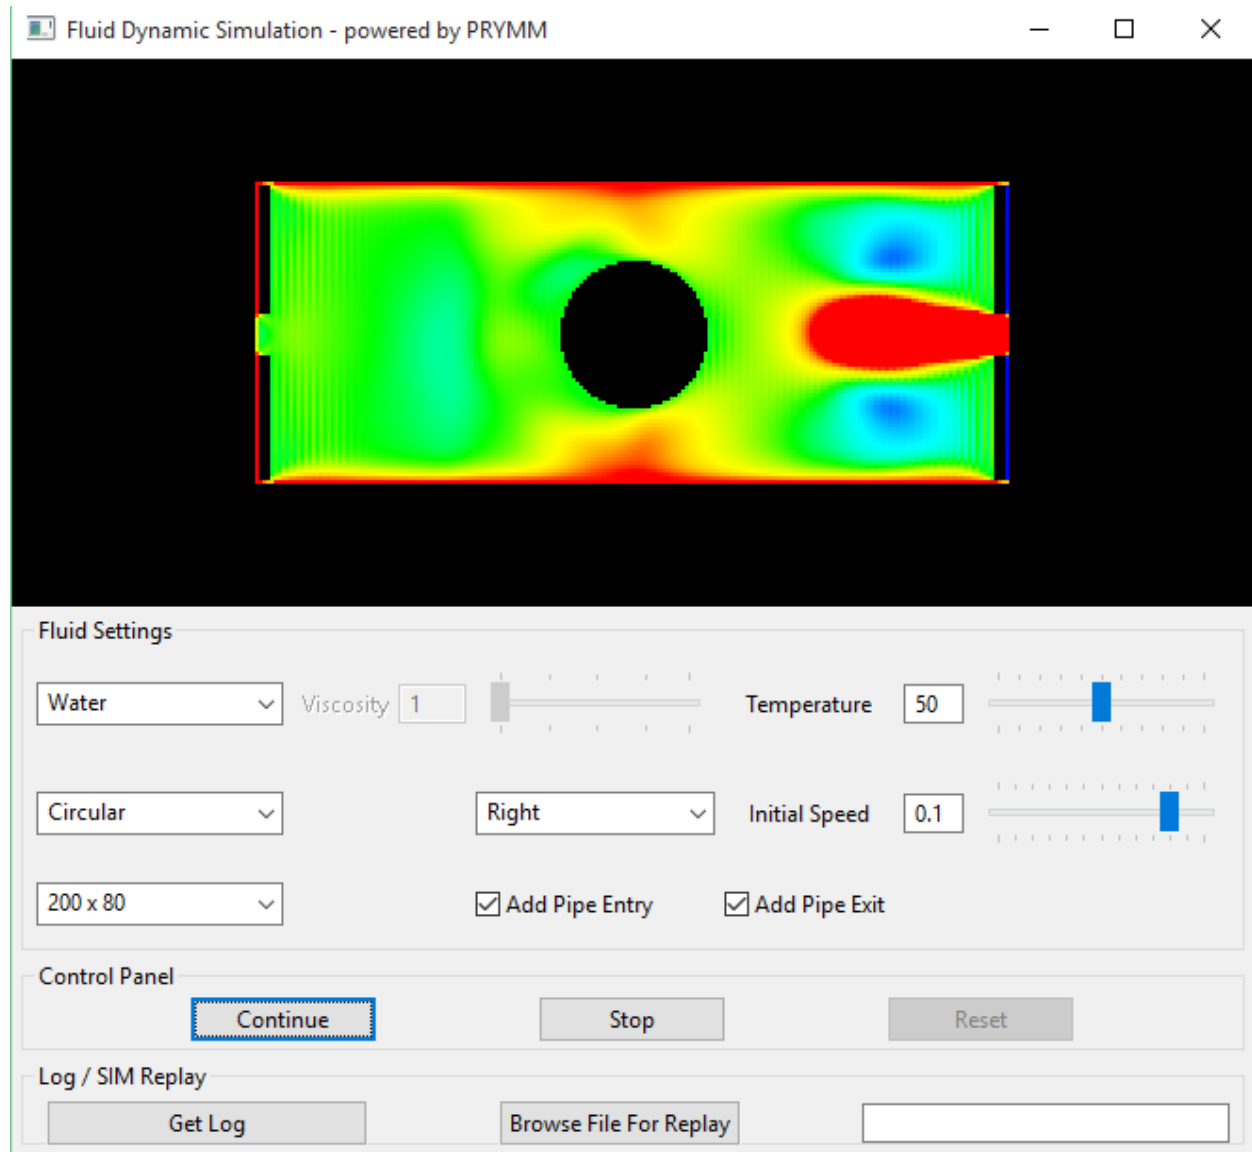 Fluid Dynamic Simulation - powered by PRYMM
Fluid Settings
Water Viscosity 1 Temperature 50
Circular Right Initial Speed 0.1
200 x 80 Add Pipe Entry Add Pipe Exit
Control Panel
Continue Stop Reset
Log / SIM Replay
Get Log Browse File For Replay